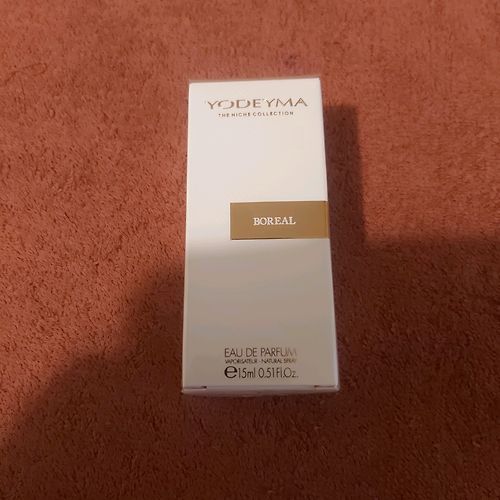 YODEYMA
THE NICHE COLLECTION
BOREAL
EAU DE PARFUM
VAPORISATEUR - NATURAL SPRAY
℮15ml 0.51Fl.Oz.